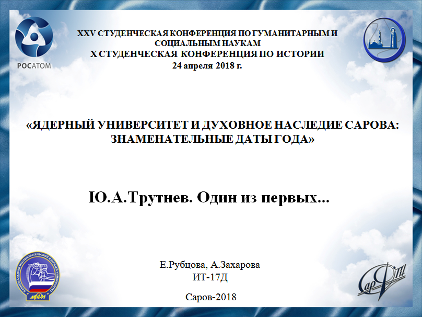 XXV СТУДЕНЧЕСКАЯ КОНФЕРЕНЦИЯ ПО ГУМАНИТАРНЫМ И
СОЦИАЛЬНЫМ НАУКАМ
X СТУДЕНЧЕСКАЯ КОНФЕРЕНЦИЯ ПО ИСТОРИИ
24 апреля 2018 г.
РОСАТОМ
«ЯДЕРНЫЙ УНИВЕРСИТЕТ И ДУХОВНОЕ НАСЛЕДИЕ САРОВА:
ЗНАМЕНАТЕЛЬНЫЕ ДАТЫ ГОДА»
Ю.А.Трутнев. Один из первых...
Е.Рубцова, А.Захарова
ИТ-17Д
Саров-2018